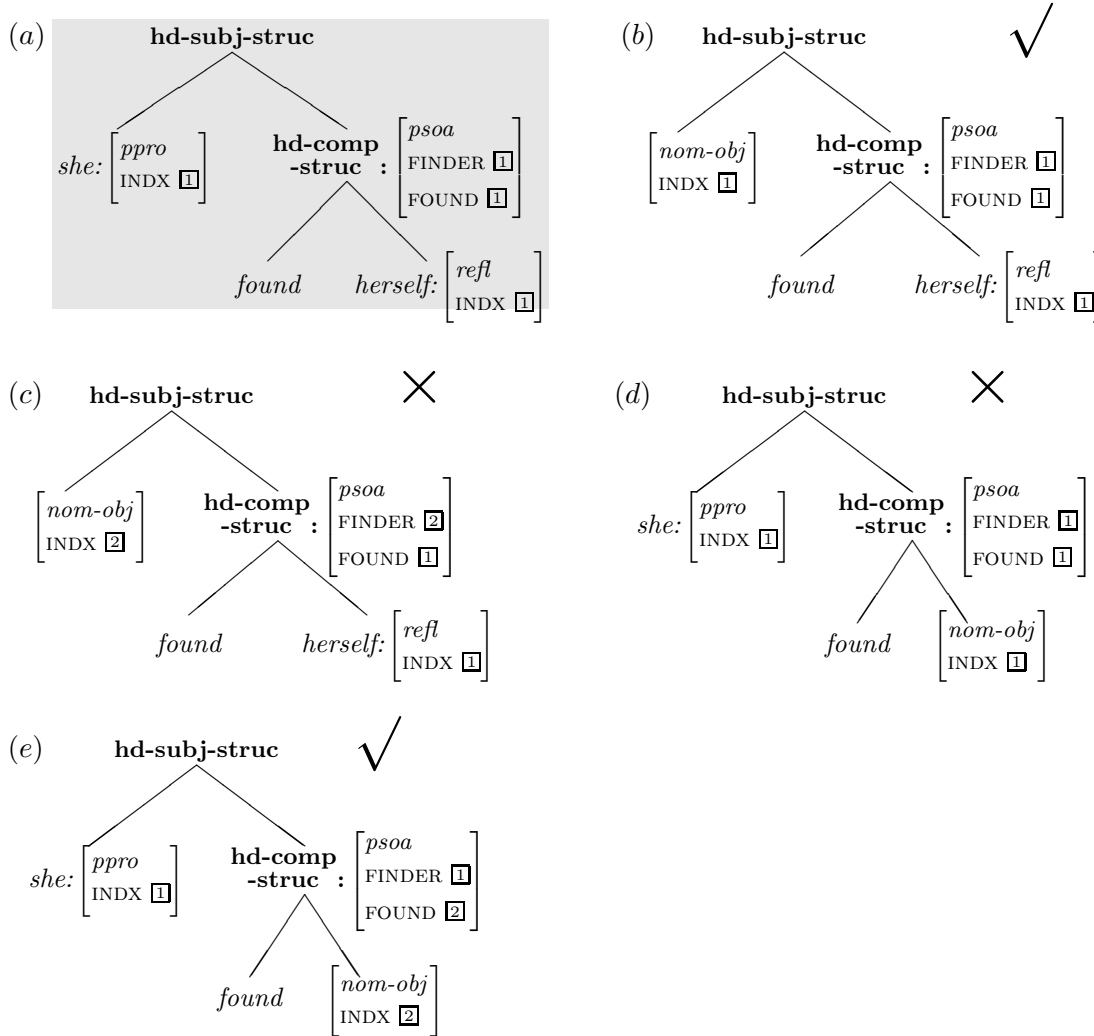 (a) hd-subj-struc
she: [ppro
INDX 1]
hd-comp
-struc :
[psoa
FINDER 1
FOUND 1]
found
herself: [refl
INDX 1]
(b) hd-subj-struc √
[nom-obj
INDX 1]
hd-comp
-struc :
[psoa
FINDER 1
FOUND 1]
found
herself: [refl
INDX 1]
(c) hd-subj-struc ×
[nom-obj
INDX 2]
hd-comp
-struc :
[psoa
FINDER 2
FOUND 1]
found
herself: [refl
INDX 1]
(d) hd-subj-struc ×
she: [ppro
INDX 1]
hd-comp
-struc :
[psoa
FINDER 1
FOUND 1]
found
[nom-obj
INDX 1]
(e) hd-subj-struc √
she: [ppro
INDX 1]
hd-comp
-struc :
[psoa
FINDER 1
FOUND 2]
found
[nom-obj
INDX 2]